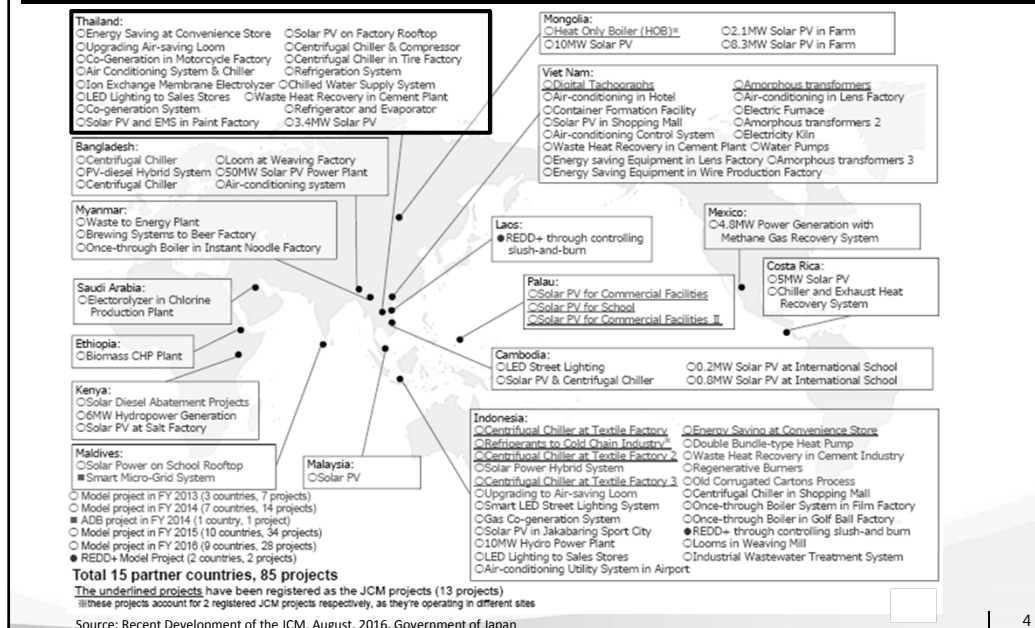 Thailand:
○Energy Saving at Convenience Store ○Solar PV on Factory Rooftop
○Upgrading Air-saving Loom ○Centrifugal Chiller & Compressor
○Co-Generation in Motorcycle Factory ○Centrifugal Chiller in Tire Factory
○Air Conditioning System & Chiller ○Refrigeration System
○Ion Exchange Membrane Electrolyzer ○Chilled Water Supply System
○LED Lighting to Sales Stores ○Waste Heat Recovery in Cement Plant
○Co-generation System ○Refrigerator and Evaporator
○Solar PV and EMS in Paint Factory ○3.4MW Solar PV
Mongolia:
○Heat Only Boiler (HOB)※ ○2.1MW Solar PV in Farm
○10MW Solar PV ○8.3MW Solar PV in Farm
Viet Nam:
○Digital Tachographs ○Amorphous transformers
○Air-conditioning in Hotel ○Air-conditioning in Lens Factory
○Container Formation Facility ○Electric Furnace
○Solar PV in Shopping Mall ○Amorphous transformers 2
○Air-conditioning Control System ○Electricity Kiln
○Waste Heat Recovery in Cement Plant ○Water Pumps
○Energy saving Equipment in Lens Factory ○Amorphous transformers 3
○Energy Saving Equipment in Wire Production Factory
Bangladesh:
○Centrifugal Chiller ○Loom at Weaving Factory
○PV-diesel Hybrid System ○50MW Solar PV Power Plant
○Centrifugal Chiller ○Air-conditioning system
Myanmar:
○Waste to Energy Plant
○Brewing Systems to Beer Factory
○Once-through Boiler in Instant Noodle Factory
Laos:
●REDD+ through controlling
slush-and-burn
Mexico:
○4.8MW Power Generation with
Methane Gas Recovery System
Costa Rica:
○5MW Solar PV
○Chiller and Exhaust Heat
Recovery System
Saudi Arabia:
○Electorolyzer in Chlorine
Production Plant
Palau:
○Solar PV for Commercial Facilities
○Solar PV for School
○Solar PV for Commercial Facilities Ⅱ
Ethiopia:
○Biomass CHP Plant
Cambodia:
○LED Street Lighting ○0.2MW Solar PV at International School
○Solar PV & Centrifugal Chiller ○0.8MW Solar PV at International School
Kenya:
○Solar Diesel Abatement Projects
○6MW Hydropower Generation
○Solar PV at Salt Factory
Maldives:
○Solar Power on School Rooftop
■Smart Micro-Grid System
Malaysia:
○Solar PV
Indonesia:
○Centrifugal Chiller at Textile Factory ○Energy Saving at Convenience Store
○Refrigerants to Cold Chain Industry※ ○Double Bundle-type Heat Pump
○Centrifugal Chiller at Textile Factory 2 ○Waste Heat Recovery in Cement Industry
○Solar Power Hybrid System ○Regenerative Burners
○Centrifugal Chiller at Textile Factory 3 ○Old Corrugated Cartons Process
○Upgrading to Air-saving Loom ○Centrifugal Chiller in Shopping Mall
○Smart LED Street Lighting System ○Once-through Boiler System in Film Factory
○Gas Co-generation System ○Once-through Boiler in Golf Ball Factory
○Solar PV in Jakabaring Sport City ●REDD+ through controlling slush-and burn
○10MW Hydro Power Plant ○Looms in Weaving Mill
○LED Lighting to Sales Stores ○Industrial Wastewater Treatment System
○Air-conditioning Utility System in Airport
○ Model project in FY 2013 (3 countries, 7 projects)
○ Model project in FY 2014 (7 countries, 14 projects)
■ ADB project in FY 2014 (1 country, 1 project)
○ Model project in FY 2015 (10 countries, 34 projects)
○ Model project in FY 2016 (9 countries, 28 projects)
● REDD+ Model Project (2 countries, 2 projects)
Total 15 partner countries, 85 projects
The underlined projects have been registered as the JCM projects (13 projects)
※these projects account for 2 registered JCM projects respectively, as they're operating in different sites
Source: Recent Development of the JCM, August, 2016, Government of Japan
4